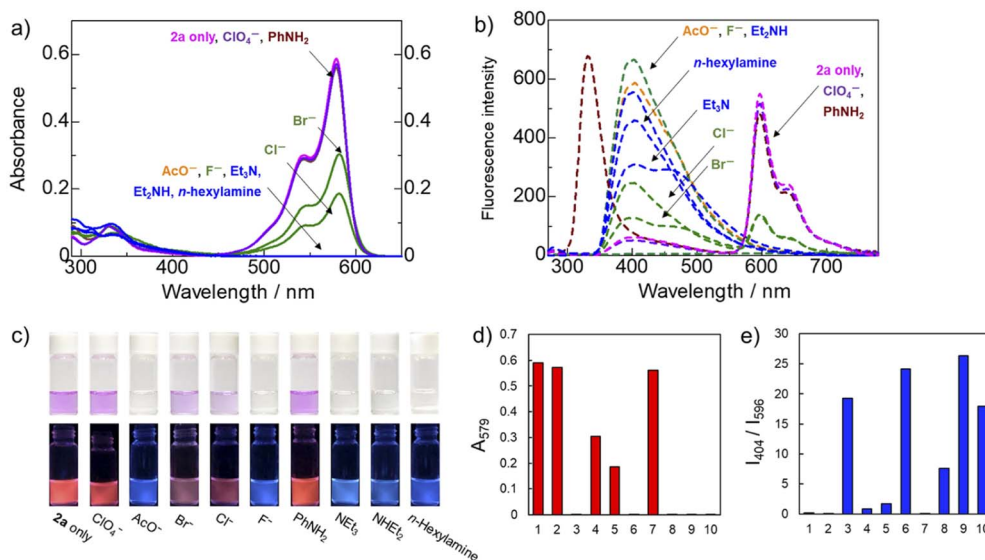 a)
2a only, ClO₄⁻, PhNH₂
Br⁻
Cl⁻
AcO⁻, F⁻, Et₃N,
Et₂NH, n-hexylamine
Absorbance
0.6
0.4
0.2
0
0.6
0.4
0.2
0
300 400 500 600
Wavelength / nm
b)
AcO⁻, F⁻, Et₂NH
n-hexylamine
Et₃N
Cl⁻
Br⁻
2a only,
ClO₄⁻,
PhNH₂
Fluorescence intensity
800
600
400
200
0
300 400 500 600 700
Wavelength / nm
c)
2a only
ClO₄⁻
AcO⁻
Br⁻
Cl⁻
F⁻
PhNH₂
NEt₃
NHEt₂
n-Hexylamine
d)
A₅₇₉
0.7
0.6
0.5
0.4
0.3
0.2
0.1
0
1 2 3 4 5 6 7 8 9 10
e)
I₄₀₄ / I₅₉₆
30
25
20
15
10
5
0
1 2 3 4 5 6 7 8 9 10